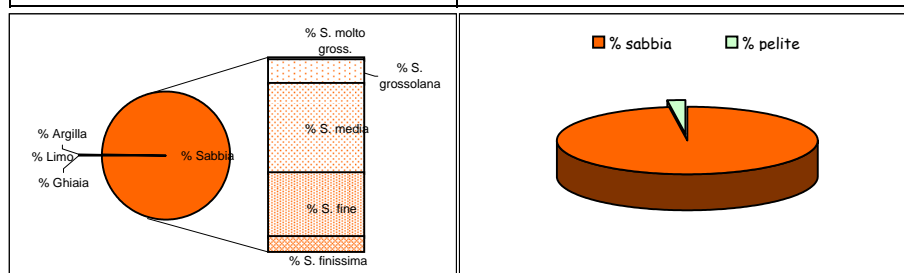 % S. molto
gross.
% S.
grossolana
% Argilla
% S. media
% Limo
% Sabbia
% Ghiaia
% S. fine
% S. finissima
% sabbia
% pelite